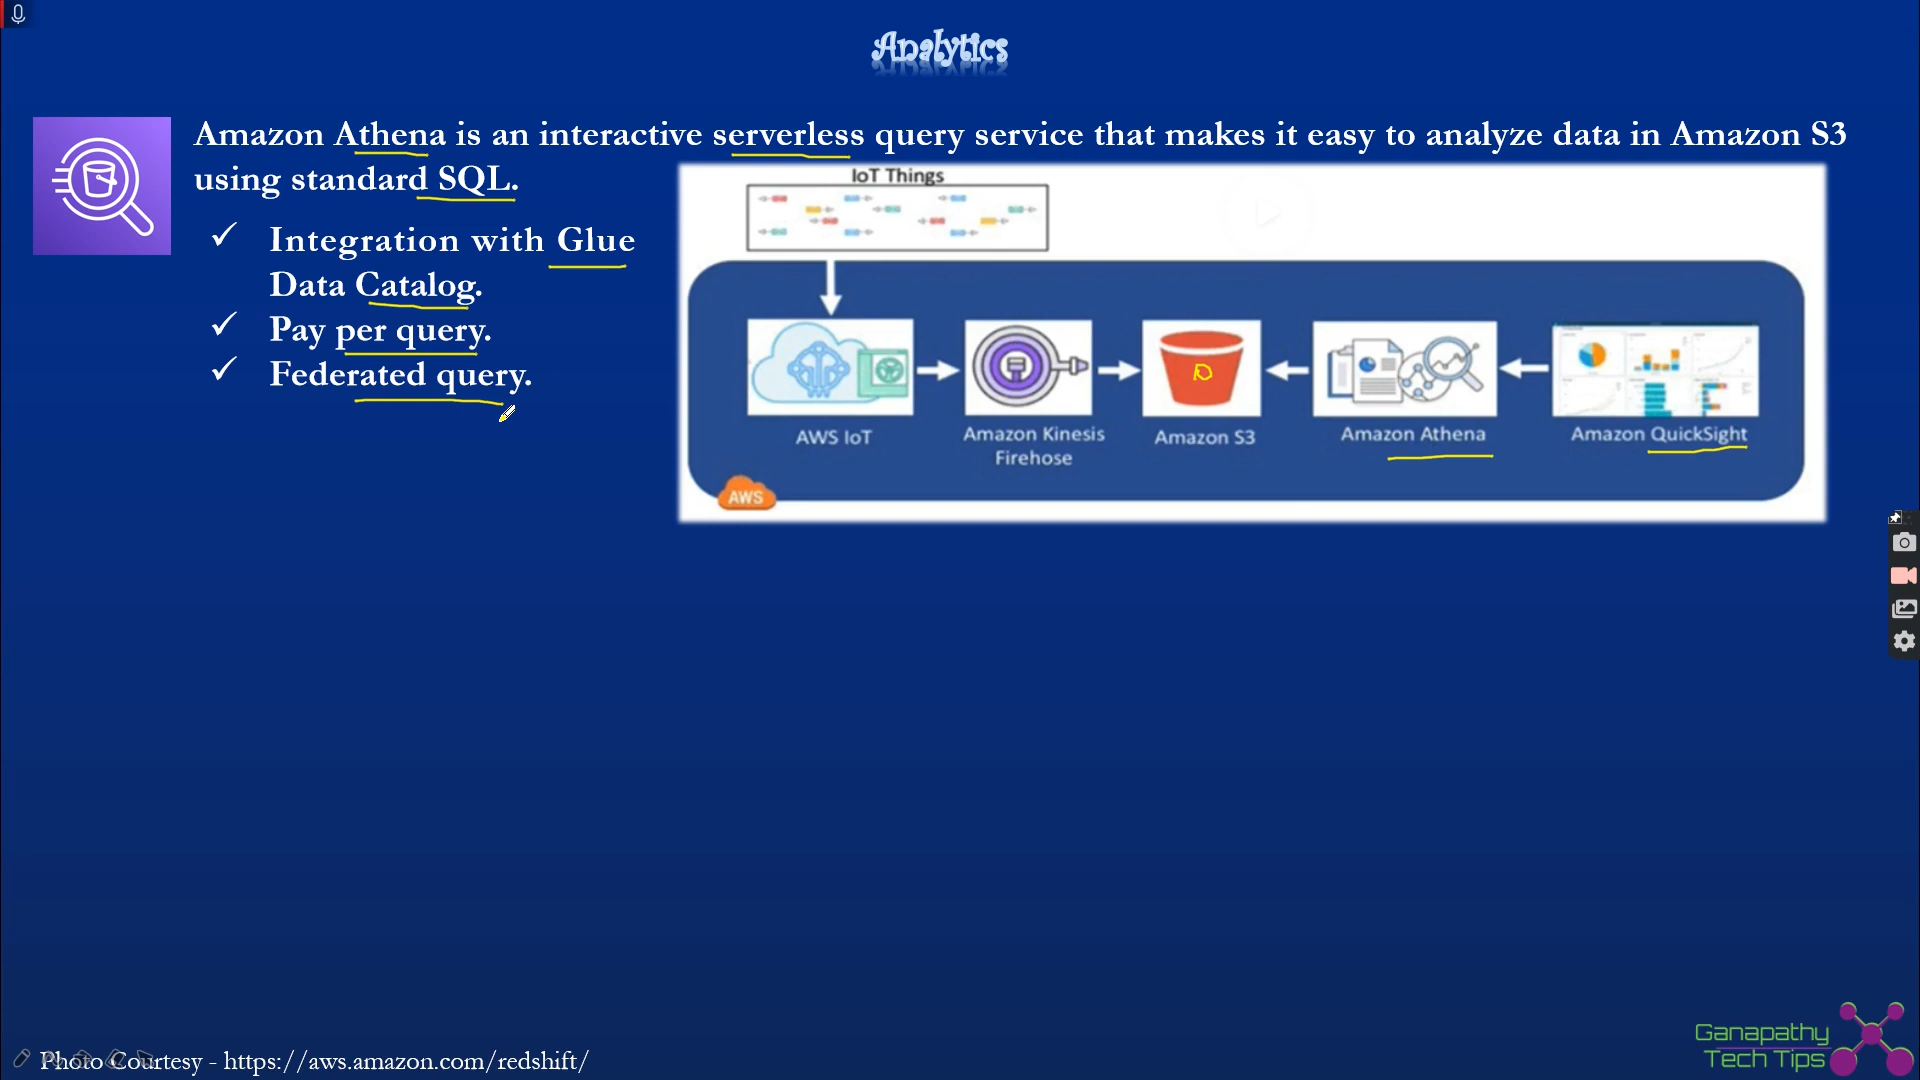 Analytics
Amazon Athena is an interactive serverless query service that makes it easy to analyze data in Amazon S3
using standard SQL.
✓ Integration with Glue
Data Catalog.
✓ Pay per query.
✓ Federated query.
IoT Things
AWS IoT
Amazon Kinesis
Firehose
Amazon S3
Amazon Athena
Amazon QuickSight
AWS
Photo Courtesy - https://aws.amazon.com/redshift/
Ganapathy
Tech Tips